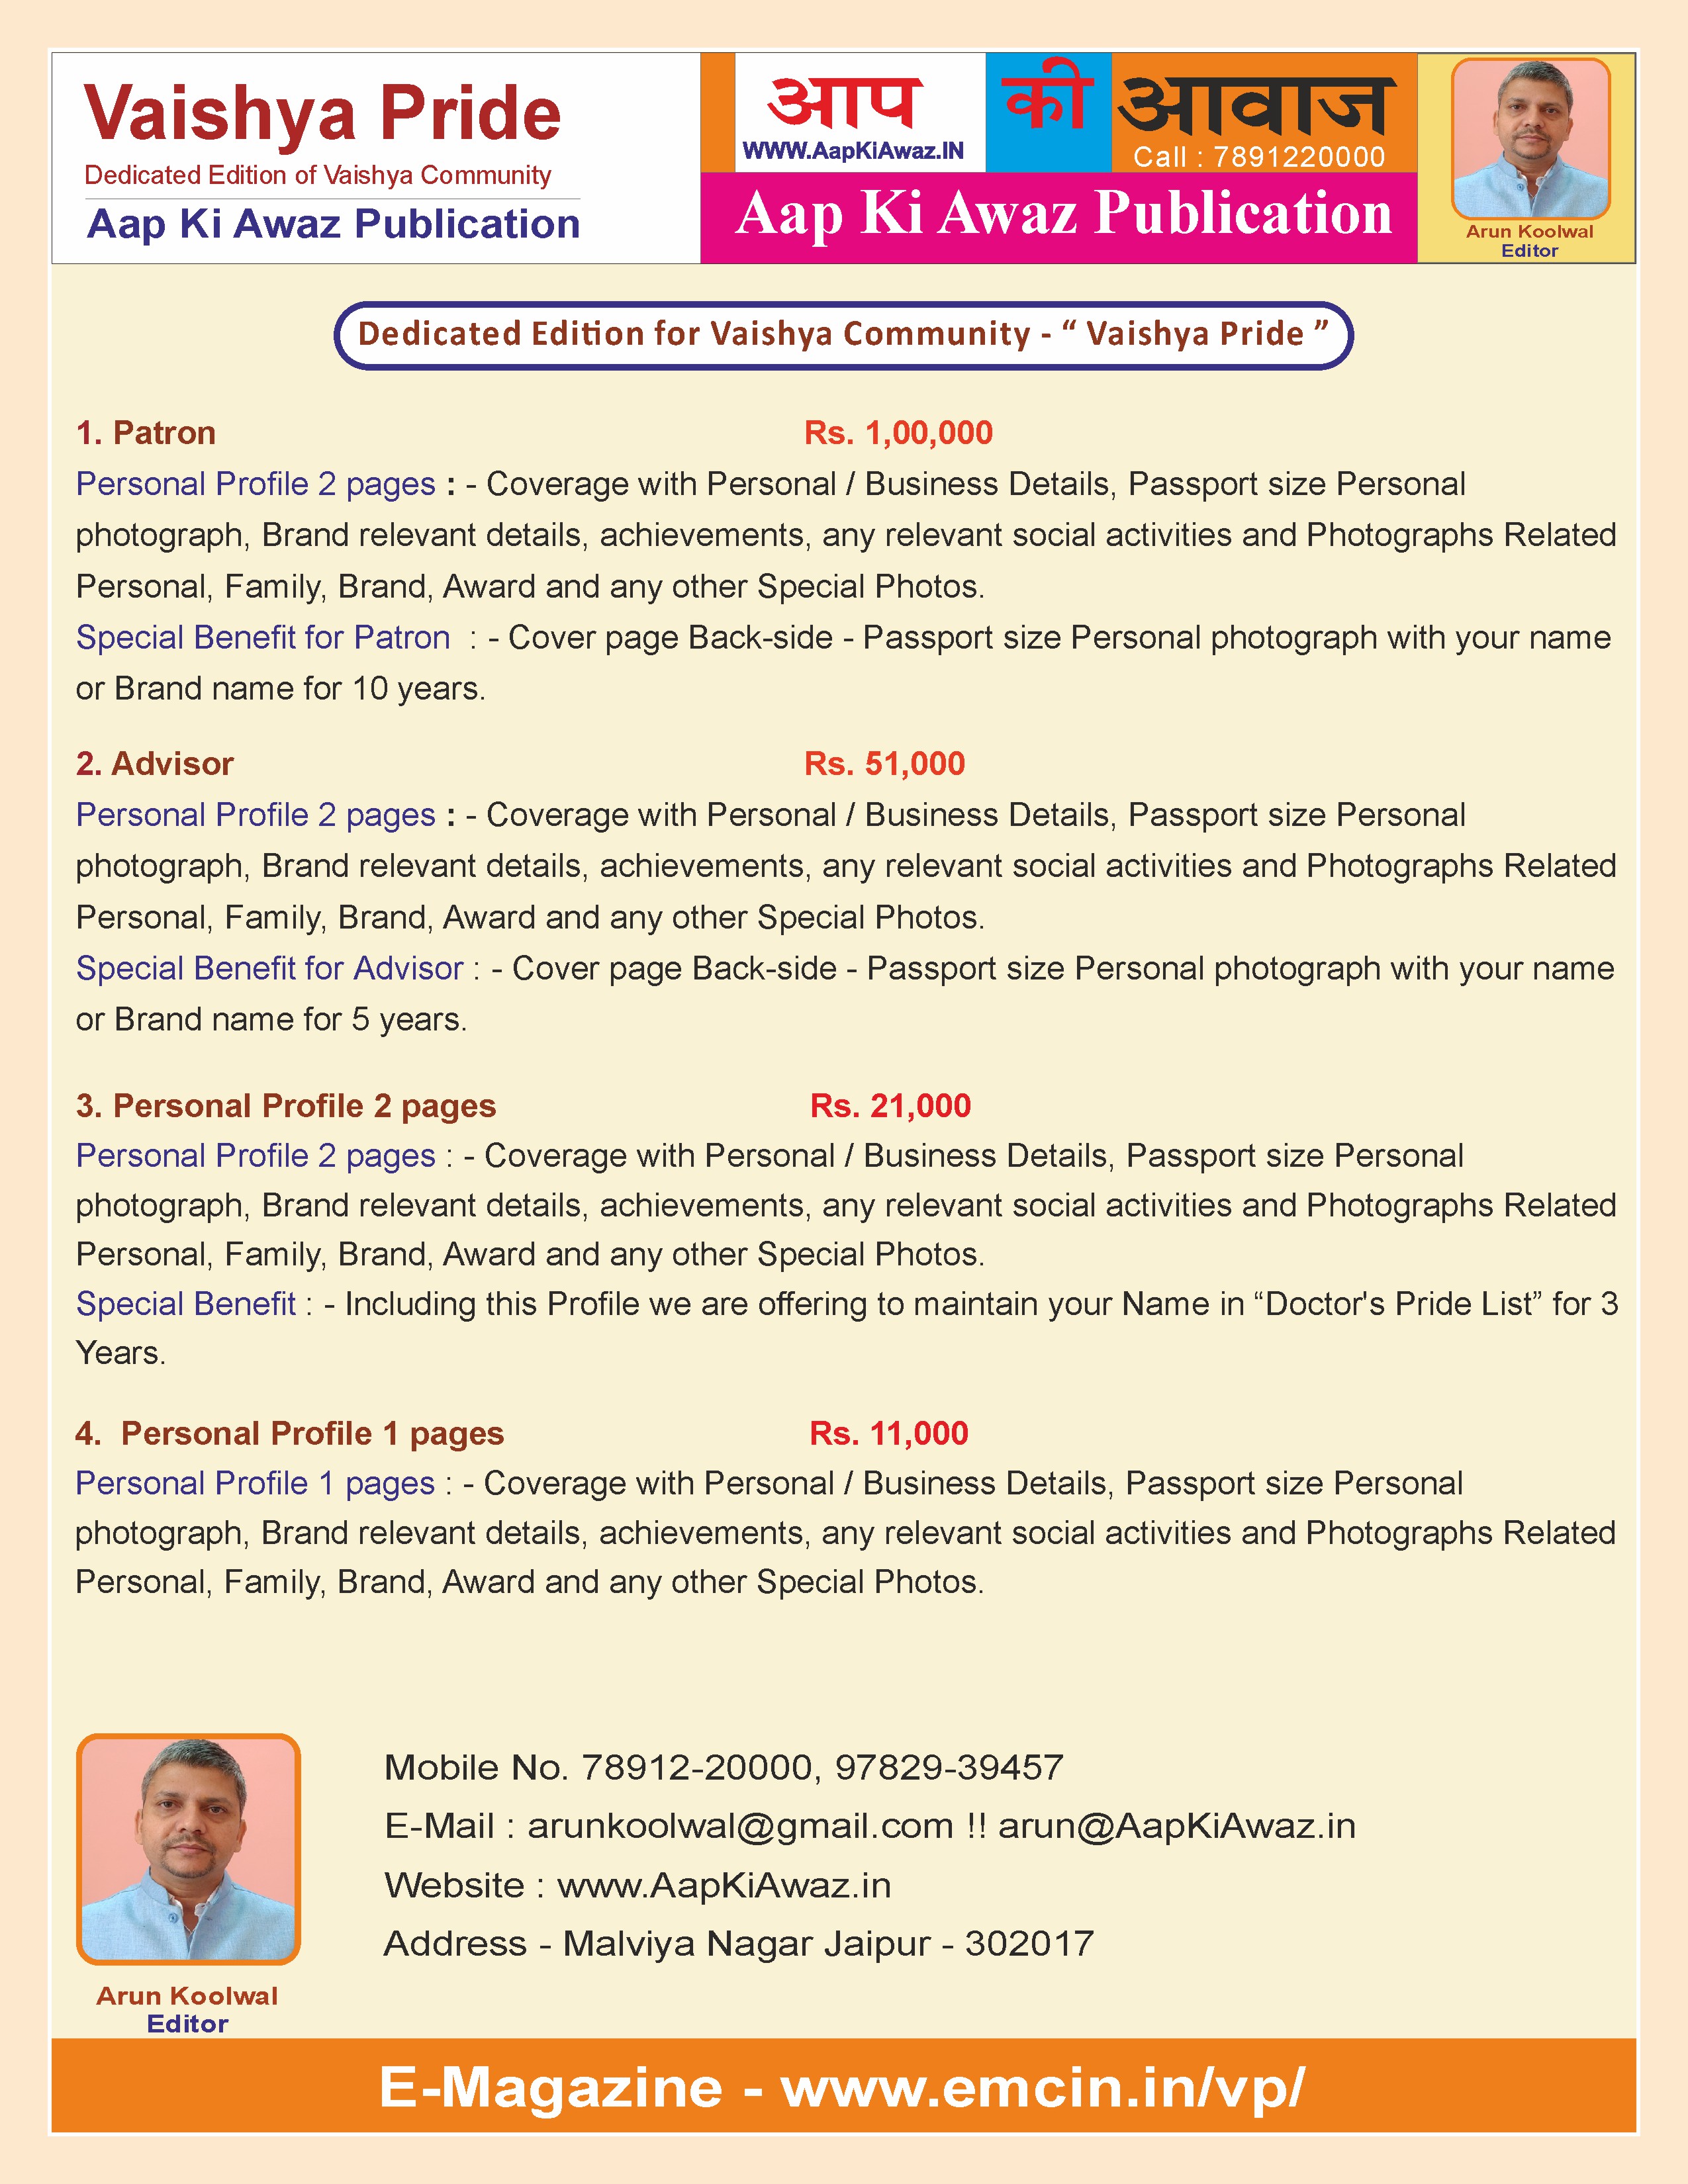 Vaishya Pride
Dedicated Edition of Vaishya Community
Aap Ki Awaz Publication
आप की आवाज
WWW.AapKiAwaz.IN
Call : 7891220000
Aap Ki Awaz Publication
Arun Koolwal
Editor
Dedicated Edition for Vaishya Community - “ Vaishya Pride ”
1. Patron Rs. 1,00,000
Personal Profile 2 pages : - Coverage with Personal / Business Details, Passport size Personal
photograph, Brand relevant details, achievements, any relevant social activities and Photographs Related
Personal, Family, Brand, Award and any other Special Photos.
Special Benefit for Patron : - Cover page Back-side - Passport size Personal photograph with your name
or Brand name for 10 years.
2. Advisor Rs. 51,000
Personal Profile 2 pages : - Coverage with Personal / Business Details, Passport size Personal
photograph, Brand relevant details, achievements, any relevant social activities and Photographs Related
Personal, Family, Brand, Award and any other Special Photos.
Special Benefit for Advisor : - Cover page Back-side - Passport size Personal photograph with your name
or Brand name for 5 years.
3. Personal Profile 2 pages Rs. 21,000
Personal Profile 2 pages : - Coverage with Personal / Business Details, Passport size Personal
photograph, Brand relevant details, achievements, any relevant social activities and Photographs Related
Personal, Family, Brand, Award and any other Special Photos.
Special Benefit : - Including this Profile we are offering to maintain your Name in “Doctor's Pride List” for 3
Years.
4. Personal Profile 1 pages Rs. 11,000
Personal Profile 1 pages : - Coverage with Personal / Business Details, Passport size Personal
photograph, Brand relevant details, achievements, any relevant social activities and Photographs Related
Personal, Family, Brand, Award and any other Special Photos.
Mobile No. 78912-20000, 97829-39457
E-Mail : arunkoolwal@gmail.com !! arun@AapKiAwaz.in
Website : www.AapKiAwaz.in
Address - Malviya Nagar Jaipur - 302017
Arun Koolwal
Editor
E-Magazine - www.emcin.in/vp/